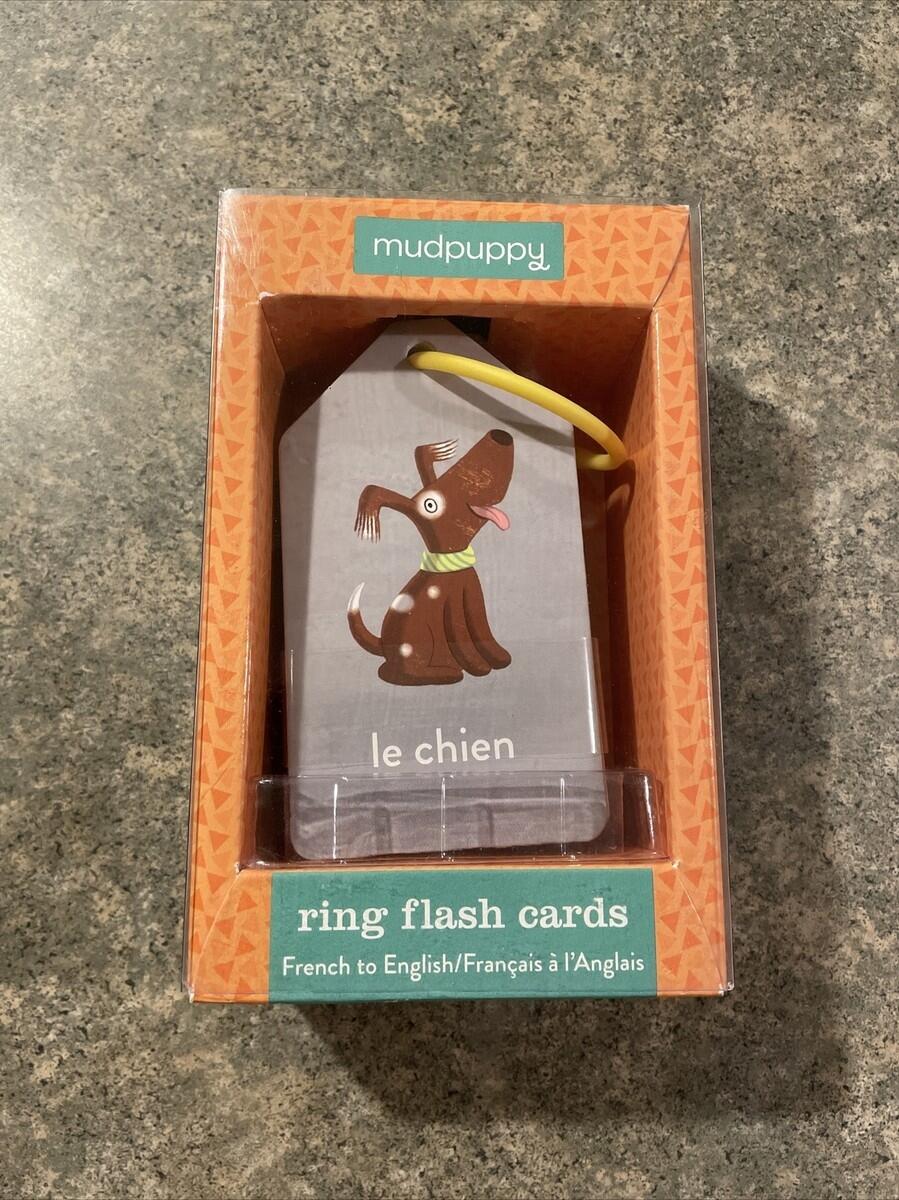 mudpuppy
le chien
ring flash cards
French to English/Français à l'Anglais